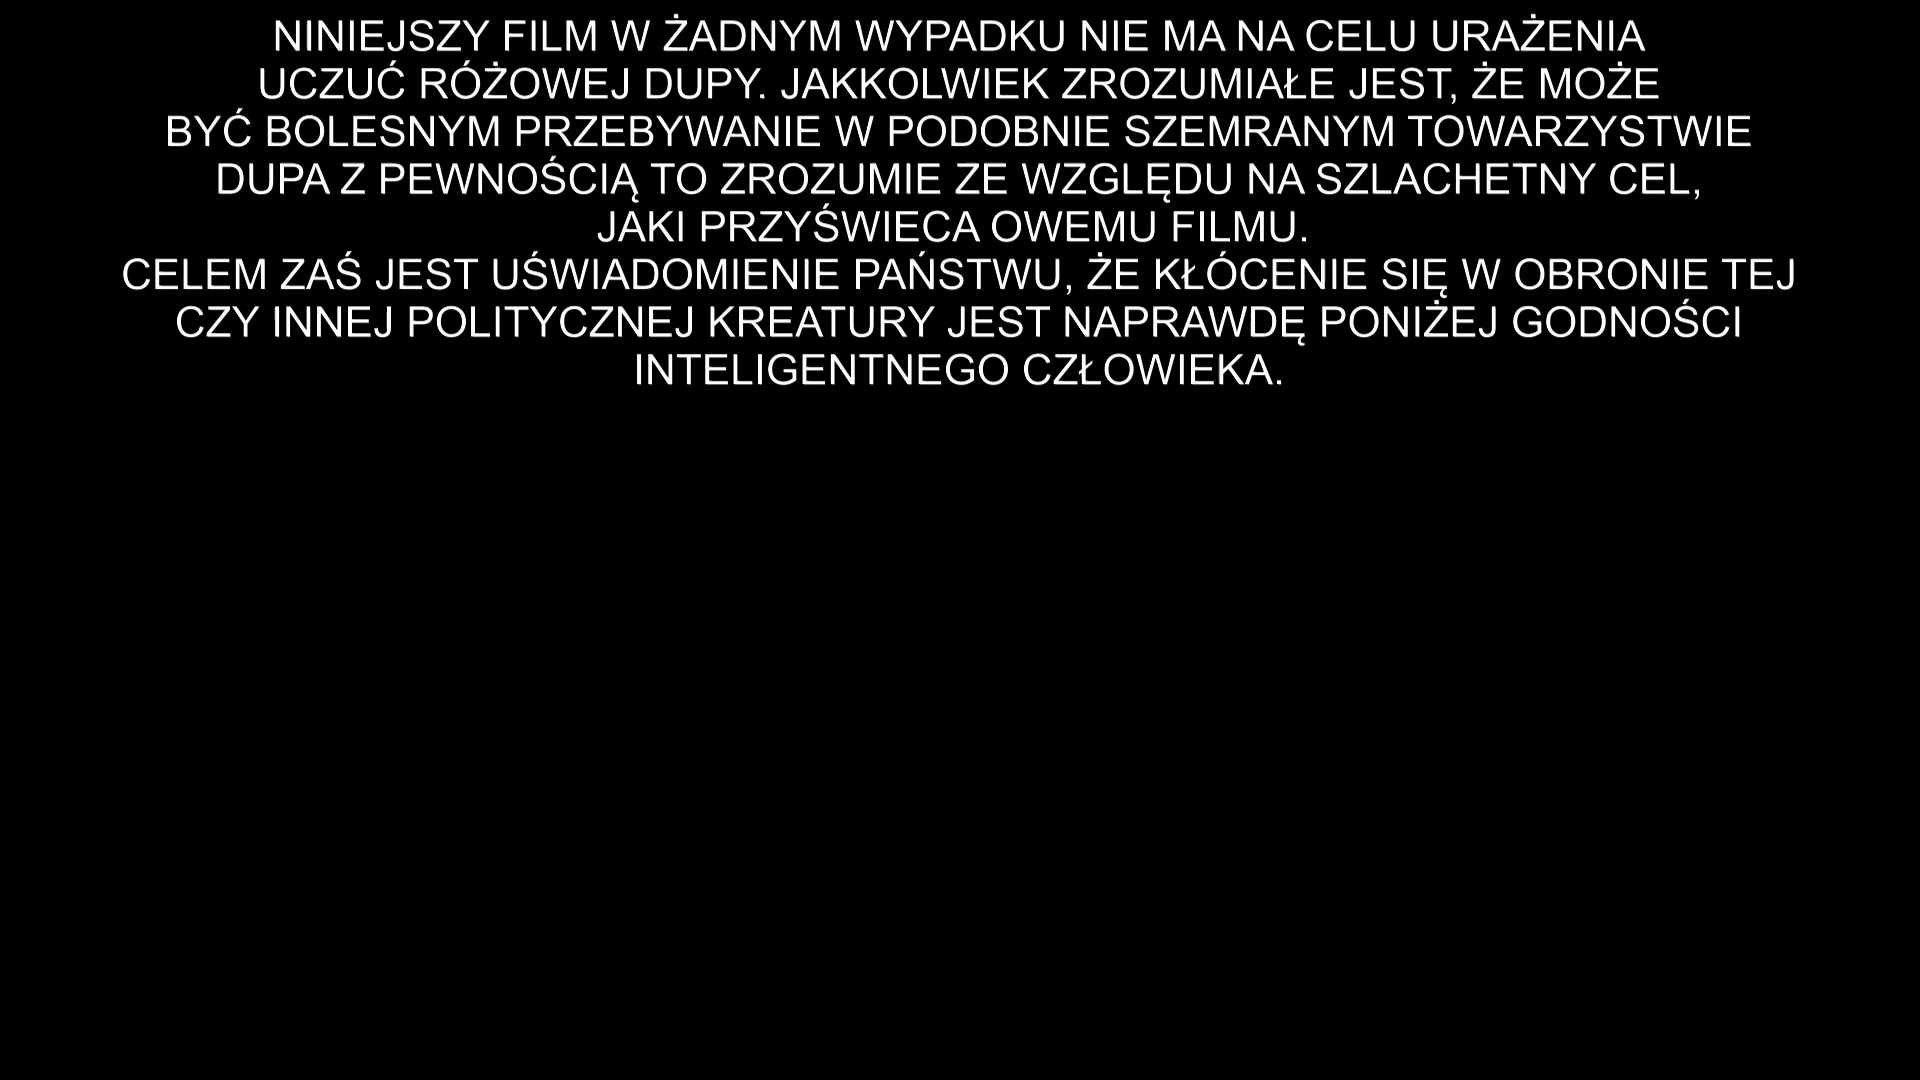 NINIEJSZY FILM W ŻADNYM WYPADKU NIE MA NA CELU URAŻENIA
UCZUĆ RÓŻOWEJ DUPY. JAKKOLWIEK ZROZUMIAŁE JEST, ŻE MOŻE
BYĆ BOLESNYM PRZEBYWANIE W PODOBNIE SZEMRANYM TOWARZYSTWIE
DUPA Z PEWNOŚCIĄ TO ZROZUMIE ZE WZGLĘDU NA SZLACHETNY CEL,
JAKI PRZYŚWIECA OWEMU FILMU.
CELEM ZAŚ JEST UŚWIADOMIENIE PAŃSTWU, ŻE KŁÓCENIE SIĘ W OBRONIE TEJ
CZY INNEJ POLITYCZNEJ KREATURY JEST NAPRAWDĘ PONIŻEJ GODNOŚCI
INTELIGENTNEGO CZŁOWIEKA.